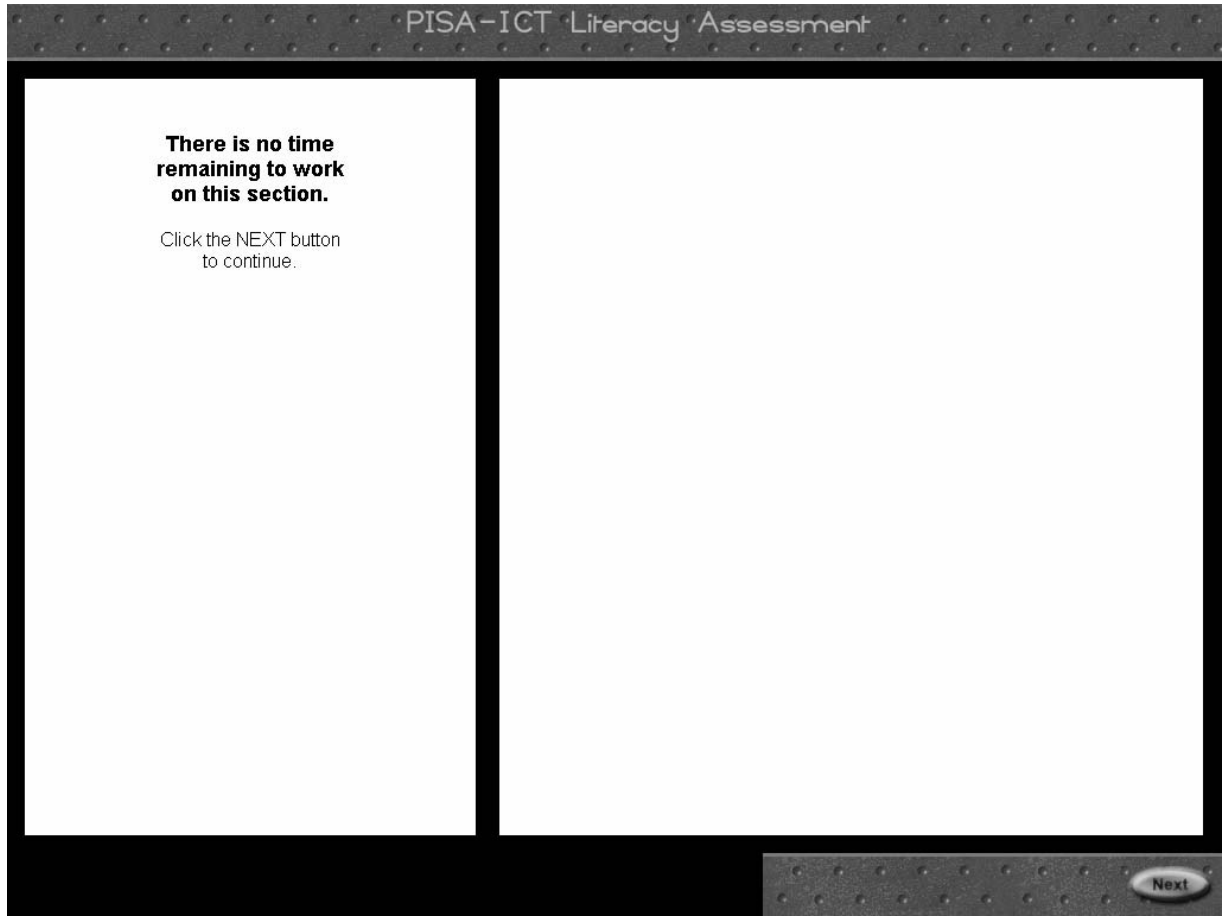 PISA-ICT Literacy Assessment
There is no time
remaining to work
on this section.
Click the NEXT button
to continue.
Next